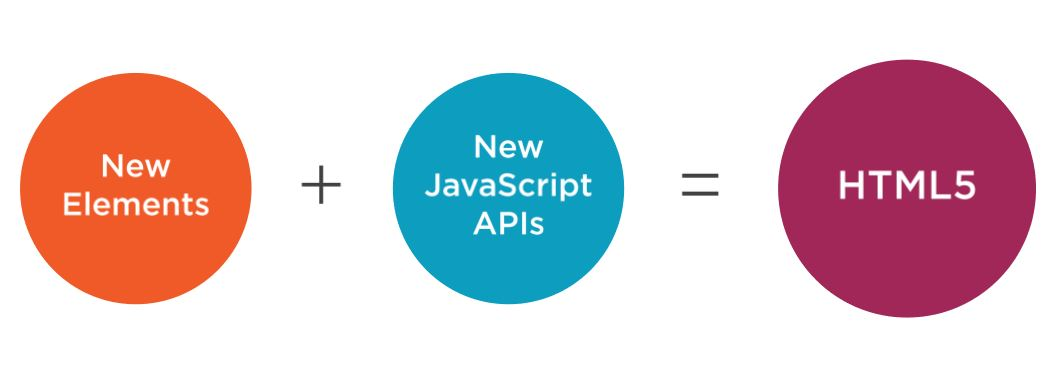 New
Elements
+
New
JavaScript
APIs
=
HTML5